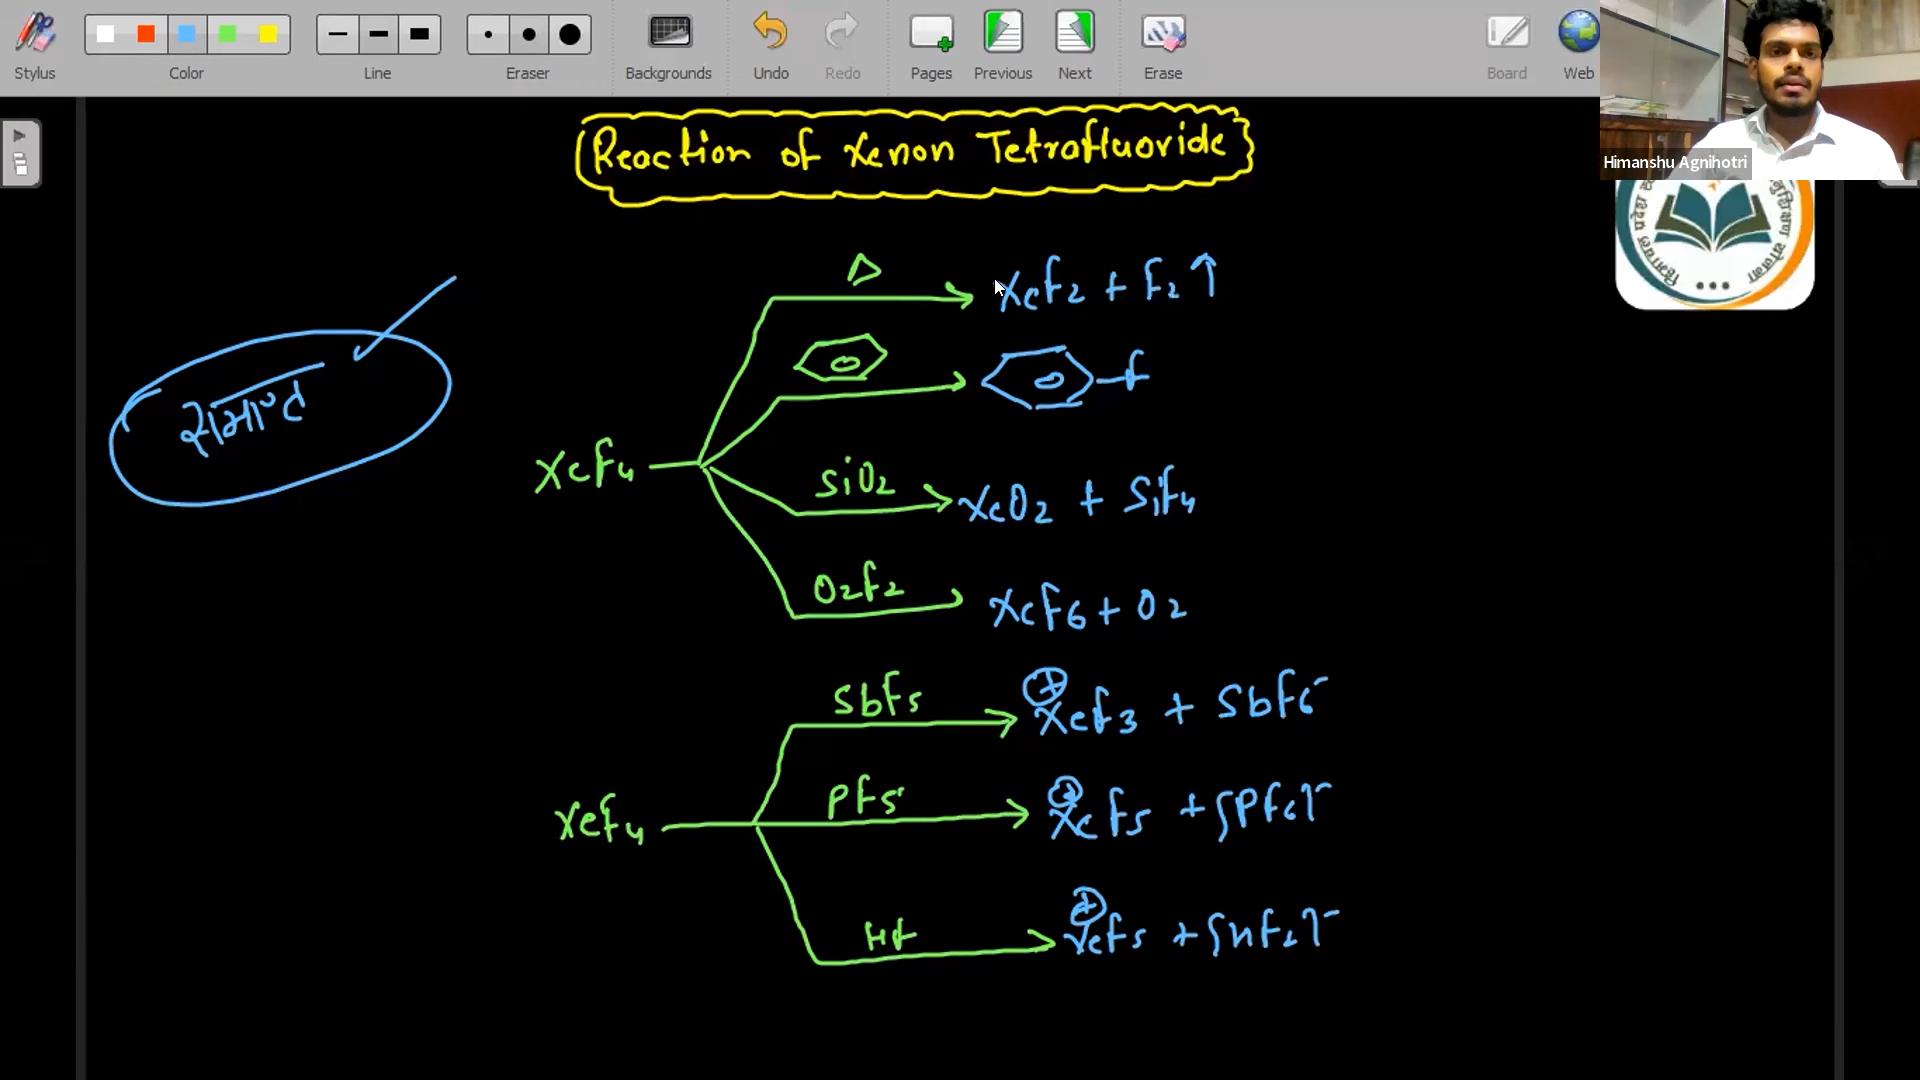 Stylus Color Line Eraser Backgrounds Undo Redo Pages Previous Next Erase Board Web
Himanshu Agnihotri
Reaction of Xenon Tetrafluoride
Δ XeF2 + F2 ↑
F
समाप्त
XeF4
SiO2 XeO2 + SiF4
O2F2 XeF6 + O2
SbF5 ⊕XeF3 + SbF6-
XeF4 PF5 ⊕XeF5 + [PF6]-
HF ⊕XeF5 + [HF2]-